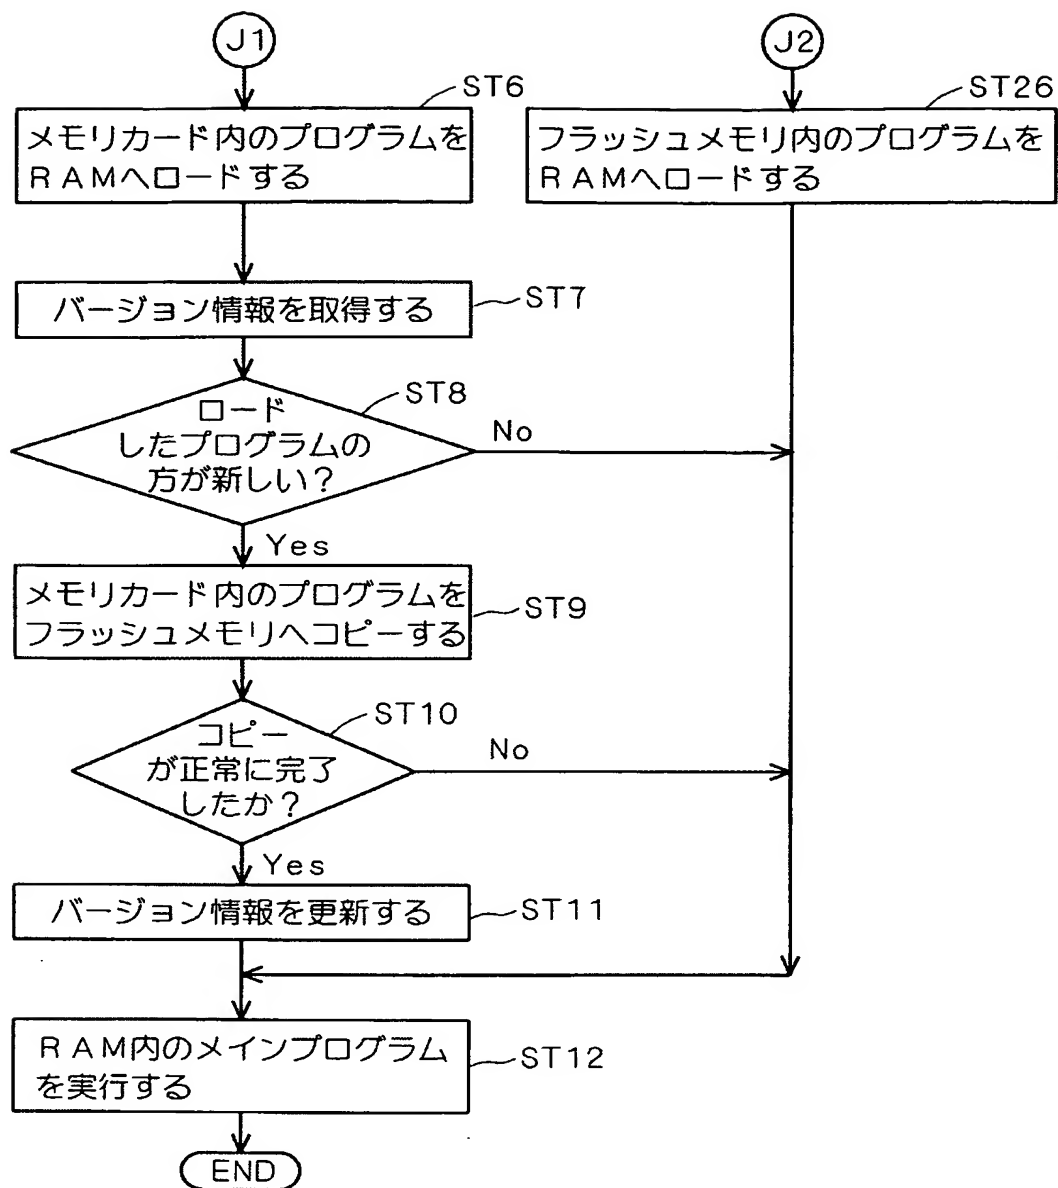 J1
J2
ST6
ST26
メモリカード内のプログラムを
RAMへロードする
フラッシュメモリ内のプログラムを
RAMへロードする
バージョン情報を取得する
ST7
ST8
ロード
したプログラムの
方が新しい？
No
Yes
メモリカード内のプログラムを
フラッシュメモリへコピーする
ST9
ST10
コピー
が正常に完了
したか？
No
Yes
バージョン情報を更新する
ST11
RAM内のメインプログラム
を実行する
ST12
END